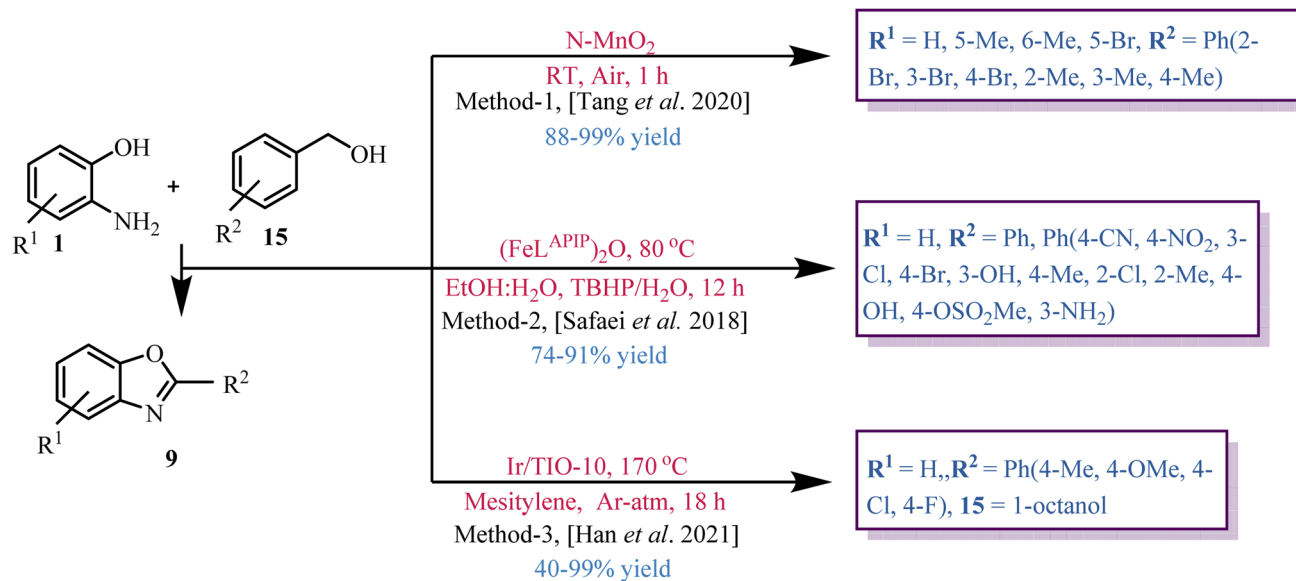 N-MnO₂
RT, Air, 1 h
Method-1, [Tang et al. 2020]
88-99% yield
R¹ = H, 5-Me, 6-Me, 5-Br, R² = Ph(2-
Br, 3-Br, 4-Br, 2-Me, 3-Me, 4-Me)
OH
NH₂
R¹
1
+
OH
R²
15
(FeLᴬᴾᴵᴾ)₂O, 80 ᵒC
EtOH:H₂O, TBHP/H₂O, 12 h
Method-2, [Safaei et al. 2018]
74-91% yield
R¹ = H, R² = Ph, Ph(4-CN, 4-NO₂, 3-
Cl, 4-Br, 3-OH, 4-Me, 2-Cl, 2-Me, 4-
OH, 4-OSO₂Me, 3-NH₂)
O
N
R²
R¹
9
Ir/TIO-10, 170 ᵒC
Mesitylene, Ar-atm, 18 h
Method-3, [Han et al. 2021]
40-99% yield
R¹ = H,,R² = Ph(4-Me, 4-OMe, 4-
Cl, 4-F), 15 = 1-octanol